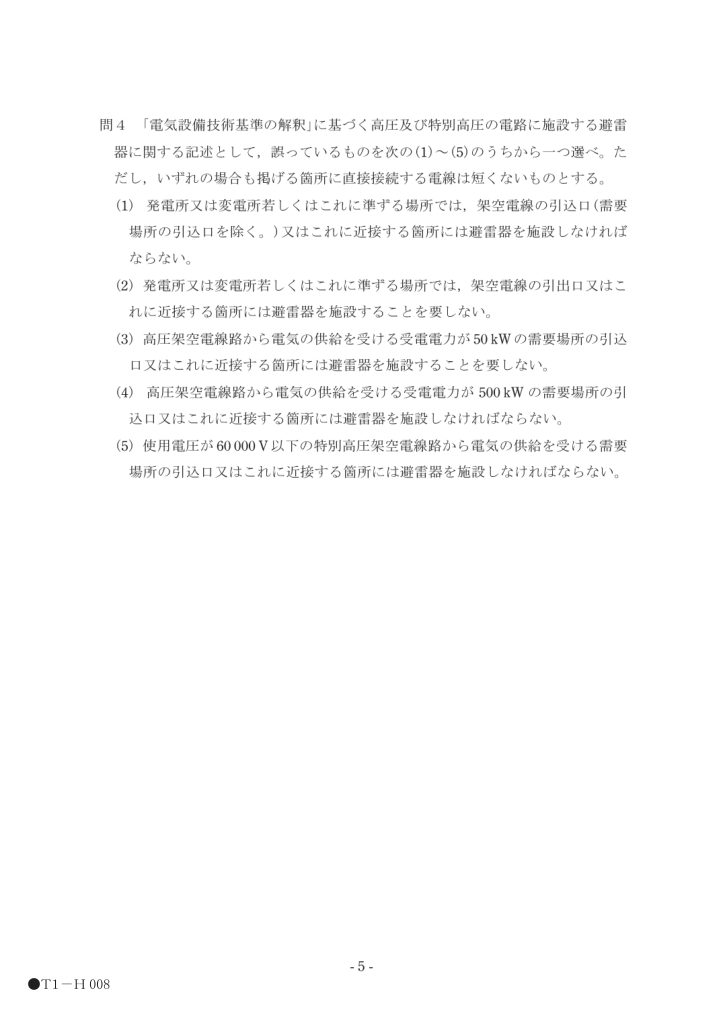 問４　「電気設備技術基準の解釈」に基づく高圧及び特別高圧の電路に施設する避雷
器に関する記述として，誤っているものを次の(1)～(5)のうちから一つ選べ。た
だし，いずれの場合も掲げる箇所に直接接続する電線は短くないものとする。
(1)　発電所又は変電所若しくはこれに準ずる場所では，架空電線の引込口(需要
場所の引込口を除く。)又はこれに近接する箇所には避雷器を施設しなければ
ならない。
(2)　発電所又は変電所若しくはこれに準ずる場所では，架空電線の引出口又はこ
れに近接する箇所には避雷器を施設することを要しない。
(3)　高圧架空電線路から電気の供給を受ける受電電力が 50 kW の需要場所の引込
口又はこれに近接する箇所には避雷器を施設することを要しない。
(4)　高圧架空電線路から電気の供給を受ける受電電力が 500 kW の需要場所の引
込口又はこれに近接する箇所には避雷器を施設しなければならない。
(5)　使用電圧が 60 000 V 以下の特別高圧架空電線路から電気の供給を受ける需要
場所の引込口又はこれに近接する箇所には避雷器を施設しなければならない。
- 5 -
●T1－H 008